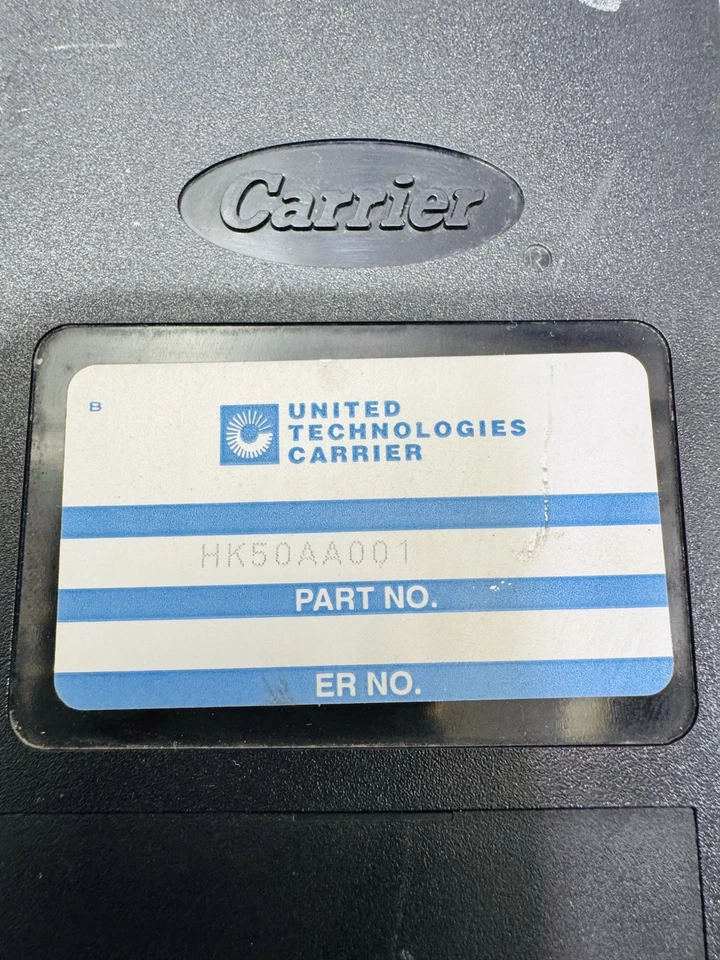 Carrier
®
B
UNITED
TECHNOLOGIES
CARRIER
HK50AA001
PART NO.
ER NO.